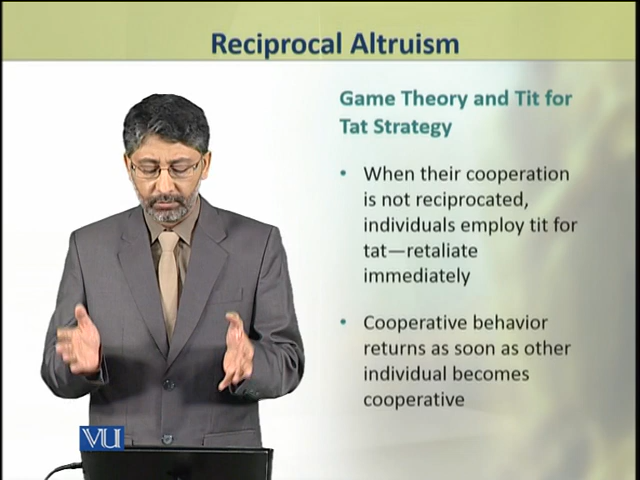 Reciprocal Altruism
Game Theory and Tit for
Tat Strategy
• When their cooperation
is not reciprocated,
individuals employ tit for
tat—retaliate
immediately
• Cooperative behavior
returns as soon as other
individual becomes
cooperative
VU